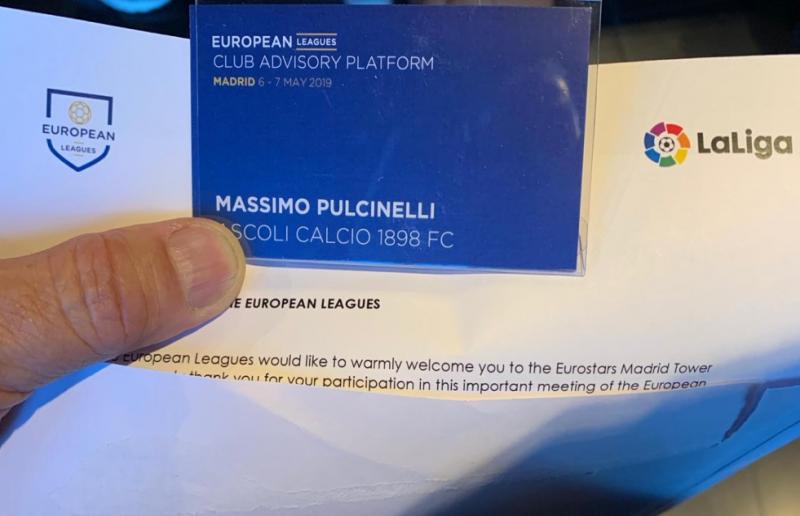 EUROPEAN LEAGUES
CLUB ADVISORY PLATFORM
MADRID 6 - 7 MAY 2019
EUROPEAN
LEAGUES
LaLiga
MASSIMO PULCINELLI
SCOLI CALCIO 1898 FC
EUROPEAN LEAGUES
European Leagues would like to warmly welcome you to the Eurostars Madrid Tower
thank you for your participation in this important meeting of the European